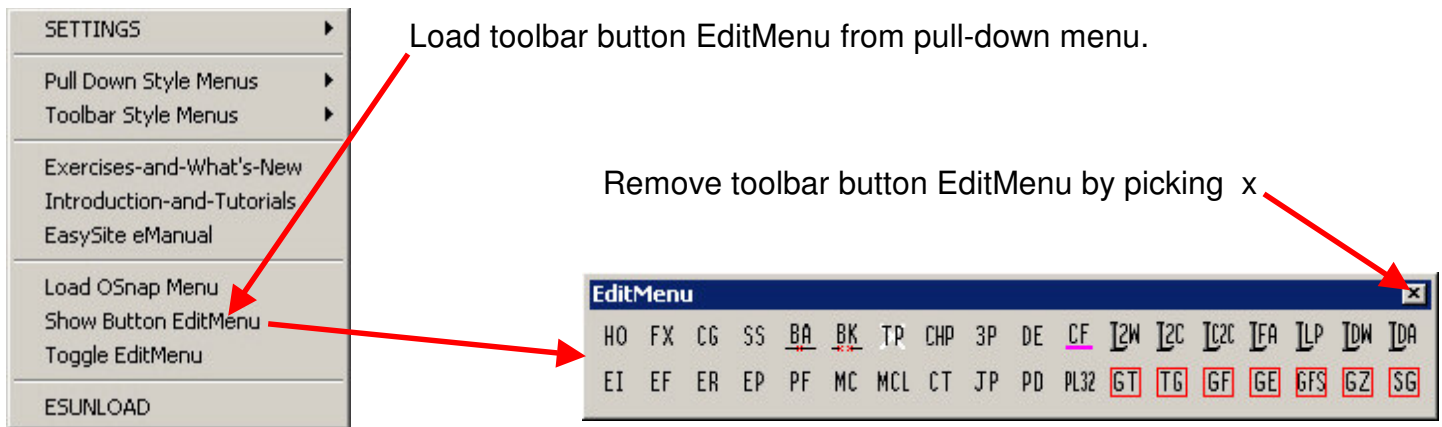 SETTINGS
Pull Down Style Menus
Toolbar Style Menus
Exercises-and-What's-New
Introduction-and-Tutorials
EasySite eManual
Load OSnap Menu
Show Button EditMenu
Toggle EditMenu
ESUNLOAD
Load toolbar button EditMenu from pull-down menu.
Remove toolbar button EditMenu by picking x
EditMenu
HO FX CG SS BA BK TP CHP 3P DE CF T2W T2C TC2C TFA TLP TDW TDA
EI EF ER EP PF MC MCL CT JP PD PL32 GT TG GF GE GFS GZ SG